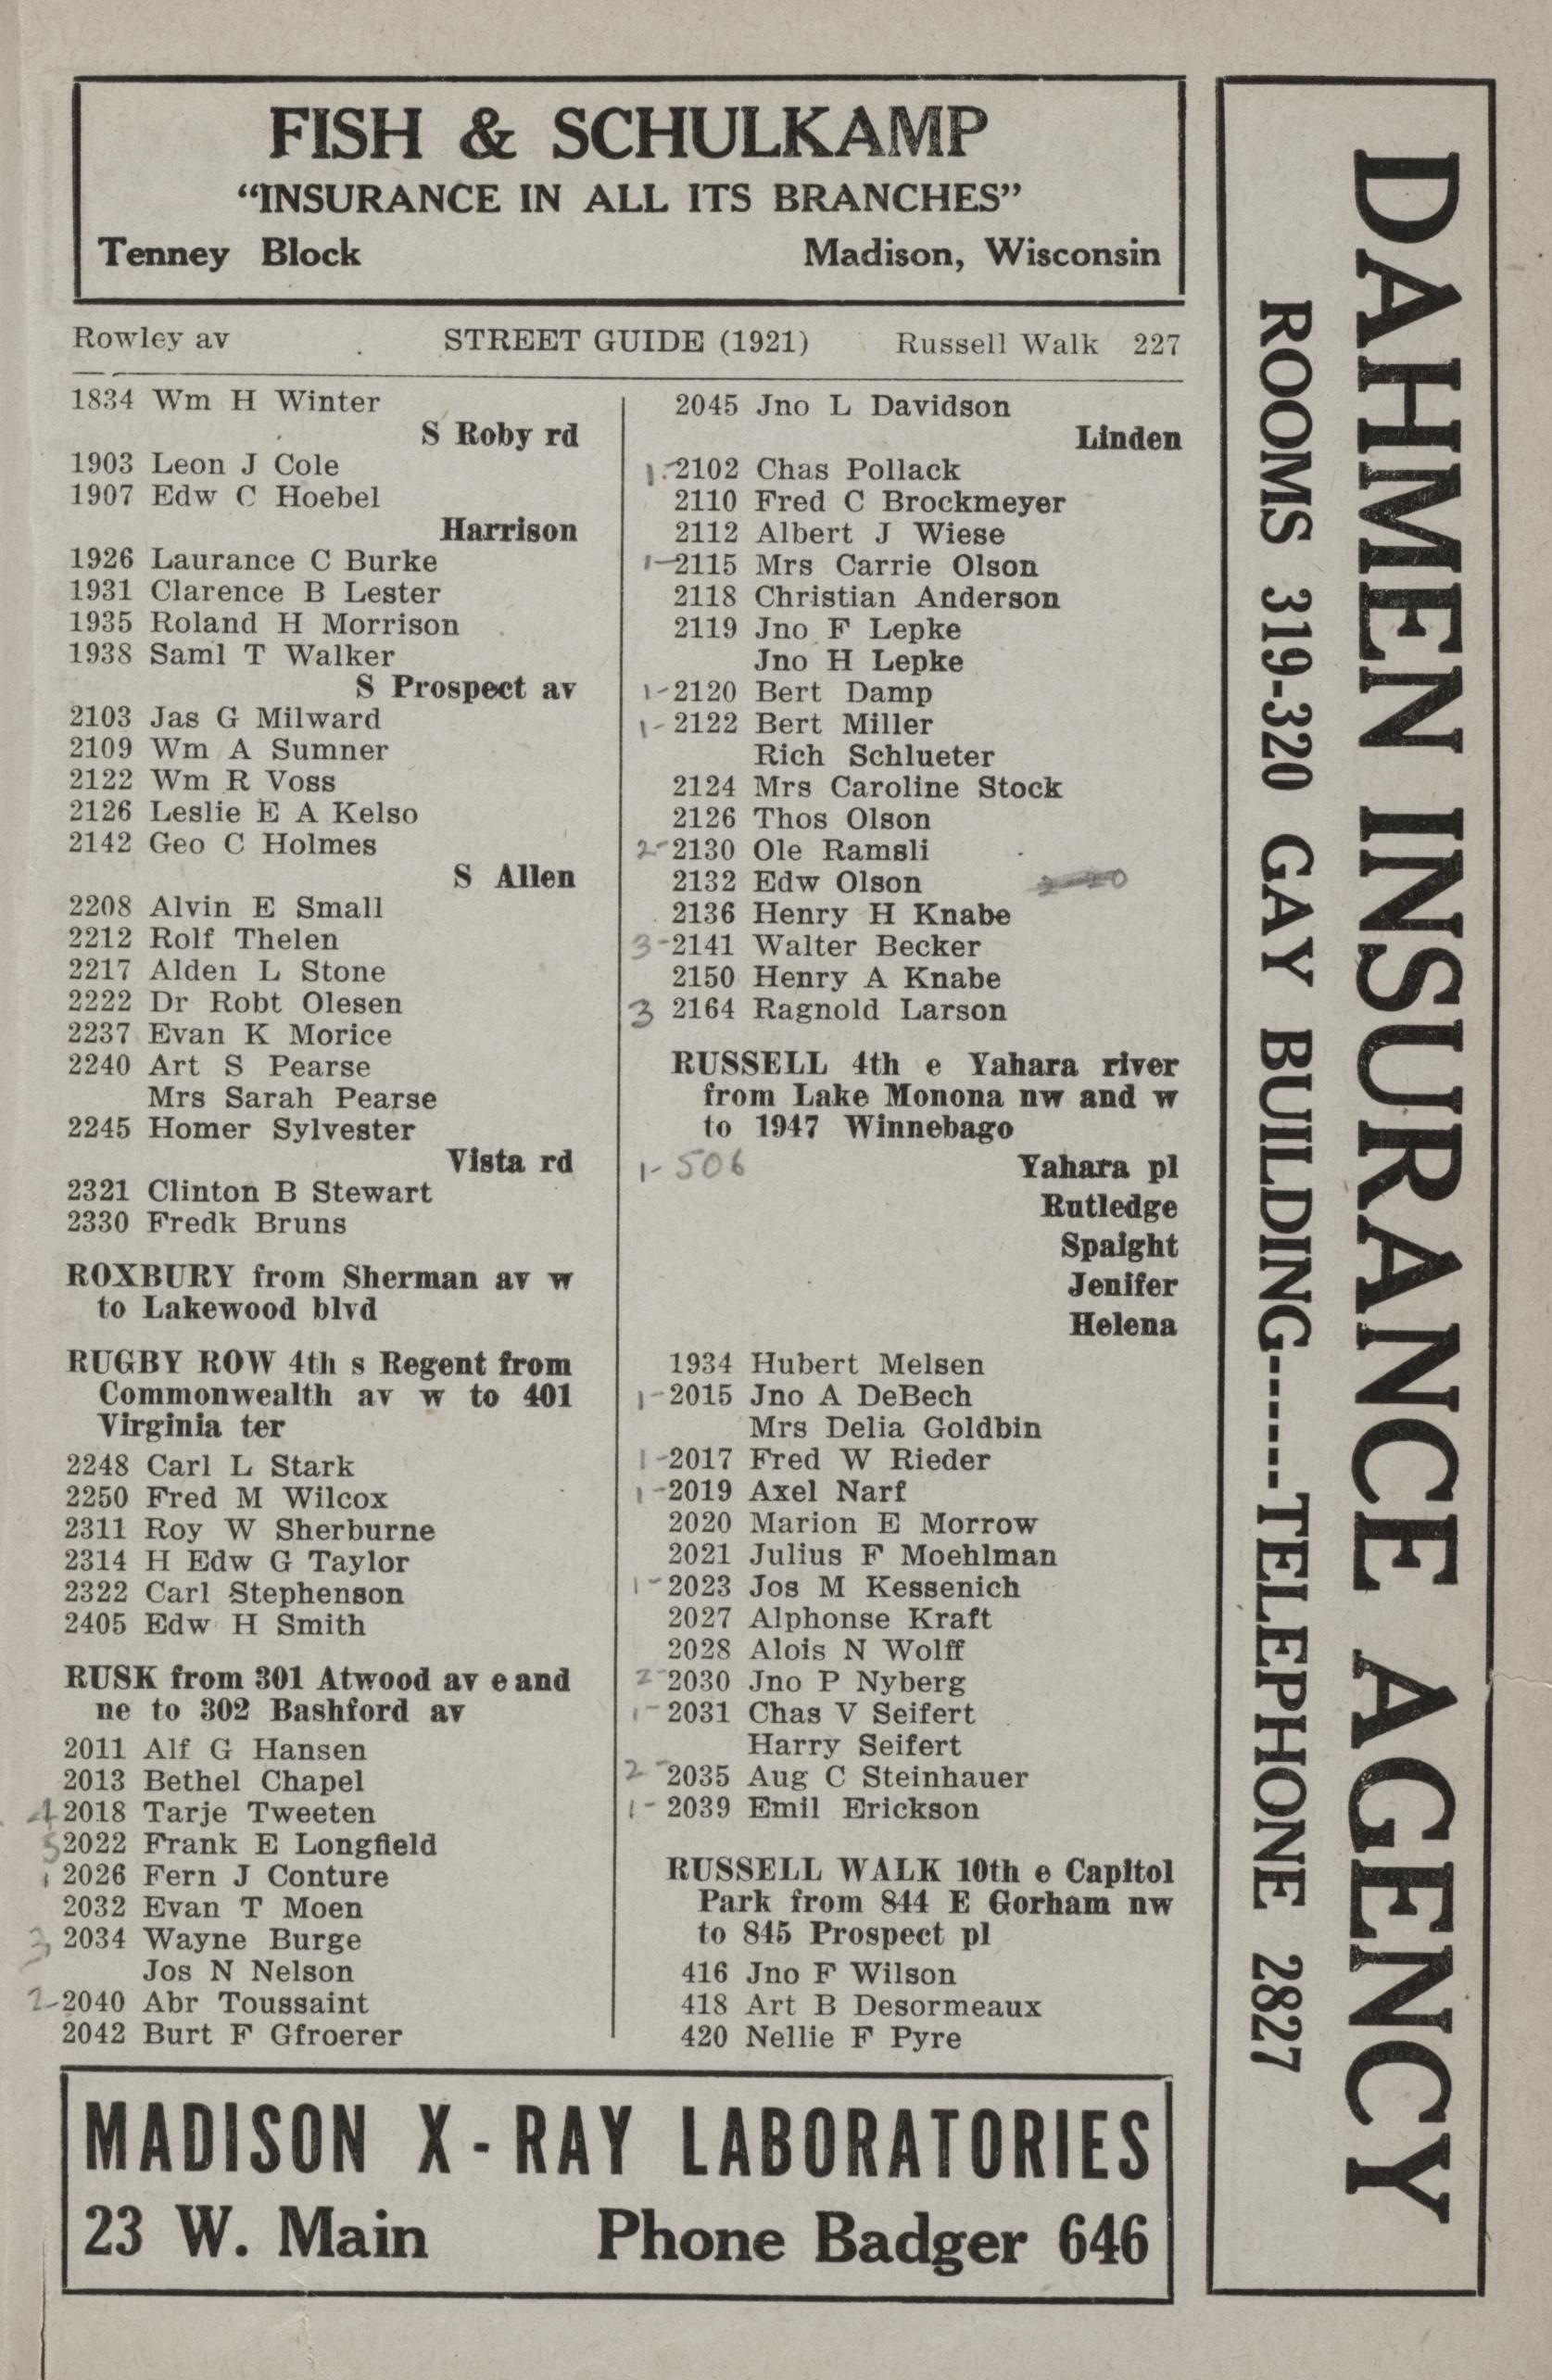 FISH & SCHULKAMP
“INSURANCE IN ALL ITS BRANCHES”
Tenney Block Madison, Wisconsin
Rowley av STREET GUIDE (1921) Russell Walk 227
1834 Wm H Winter
S Roby rd
1903 Leon J Cole
1907 Edw C Hoebel
Harrison
1926 Laurance C Burke
1931 Clarence B Lester
1935 Roland H Morrison
1938 Saml T Walker
S Prospect av
2103 Jas G Milward
2109 Wm A Sumner
2122 Wm R Voss
2126 Leslie E A Kelso
2142 Geo C Holmes
S Allen
2208 Alvin E Small
2212 Rolf Thelen
2217 Alden L Stone
2222 Dr Robt Olesen
2237 Evan K Morice
2240 Art S Pearse
Mrs Sarah Pearse
2245 Homer Sylvester
Vista rd
2321 Clinton B Stewart
2330 Fredk Bruns
ROXBURY from Sherman av w
to Lakewood blvd
RUGBY ROW 4th s Regent from
Commonwealth av w to 401
Virginia ter
2248 Carl L Stark
2250 Fred M Wilcox
2311 Roy W Sherburne
2314 H Edw G Taylor
2322 Carl Stephenson
2405 Edw H Smith
RUSK from 301 Atwood av e and
ne to 302 Bashford av
2011 Alf G Hansen
2013 Bethel Chapel
2018 Tarje Tweeten
5 2022 Frank E Longfield
1 2026 Fern J Conture
2032 Evan T Moen
3 2034 Wayne Burge
Jos N Nelson
2-2040 Abr Toussaint
2042 Burt F Gfroerer
2045 Jno L Davidson
Linden
1-2102 Chas Pollack
2110 Fred C Brockmeyer
2112 Albert J Wiese
1-2115 Mrs Carrie Olson
2118 Christian Anderson
2119 Jno F Lepke
Jno H Lepke
1-2120 Bert Damp
1-2122 Bert Miller
Rich Schlueter
2124 Mrs Caroline Stock
2126 Thos Olson
2-2130 Ole Ramsli
2132 Edw Olson
2136 Henry H Knabe
3-2141 Walter Becker
2150 Henry A Knabe
3 2164 Ragnold Larson
RUSSELL 4th e Yahara river
from Lake Monona nw and w
to 1947 Winnebago
1-506 Yahara pl
Rutledge
Spaight
Jenifer
Helena
1934 Hubert Melsen
1-2015 Jno A DeBech
Mrs Delia Goldbin
1-2017 Fred W Rieder
1-2019 Axel Narf
2020 Marion E Morrow
2021 Julius F Moehlman
1-2023 Jos M Kessenich
2027 Alphonse Kraft
2028 Alois N Wolff
2-2030 Jno P Nyberg
1-2031 Chas V Seifert
Harry Seifert
2-2035 Aug C Steinhauer
1-2039 Emil Erickson
RUSSELL WALK 10th e Capitol
Park from 844 E Gorham nw
to 845 Prospect pl
416 Jno F Wilson
418 Art B Desormeaux
420 Nellie F Pyre
MADISON X-RAY LABORATORIES
23 W. Main Phone Badger 646
DAHMEN INSURANCE AGENCY
ROOMS 319-320 GAY BUILDING------TELEPHONE 2827